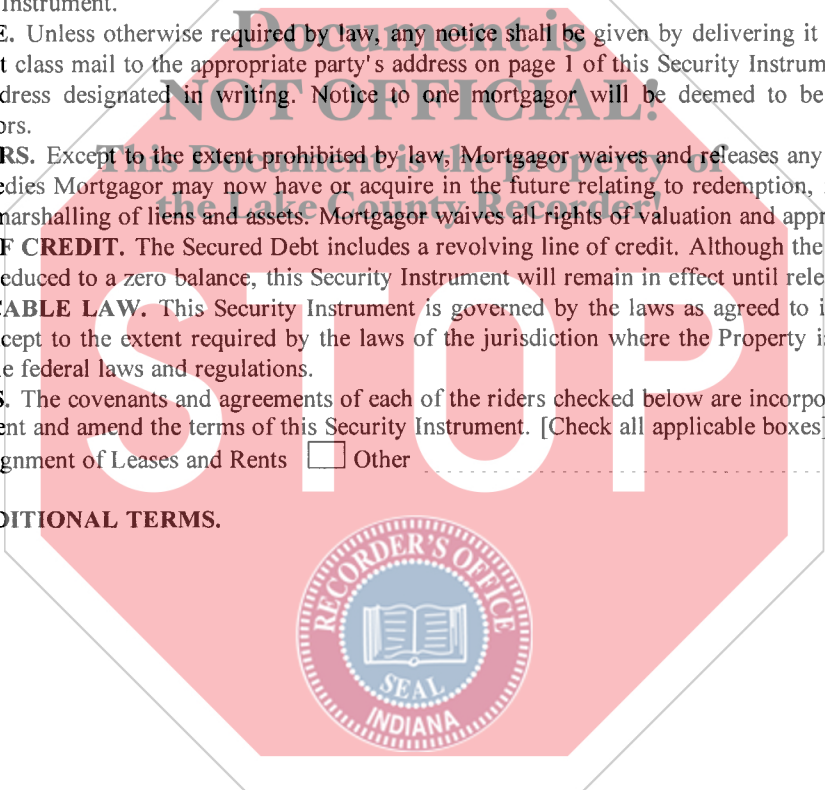 Instrument.
E. Unless otherwise required by law, any notice shall be given by delivering it
t class mail to the appropriate party's address on page 1 of this Security Instrum
dress designated in writing. Notice to one mortgagor will be deemed to be
ors.
RS. Except to the extent prohibited by law, Mortgagor waives and releases any
edies Mortgagor may now have or acquire in the future relating to redemption,
marshalling of liens and assets. Mortgagor waives all rights of valuation and appr
F CREDIT. The Secured Debt includes a revolving line of credit. Although the
educed to a zero balance, this Security Instrument will remain in effect until rele
CABLE LAW. This Security Instrument is governed by the laws as agreed to i
cept to the extent required by the laws of the jurisdiction where the Property i
e federal laws and regulations.
S. The covenants and agreements of each of the riders checked below are incorpo
ent and amend the terms of this Security Instrument. [Check all applicable boxes]
gnment of Leases and Rents Other
DITIONAL TERMS.
Document is
NOT OFFICIAL!
This Document is the property of
the Lake County Recorder!
STOP
RECORDER'S OFFICE
SEAL
INDIANA